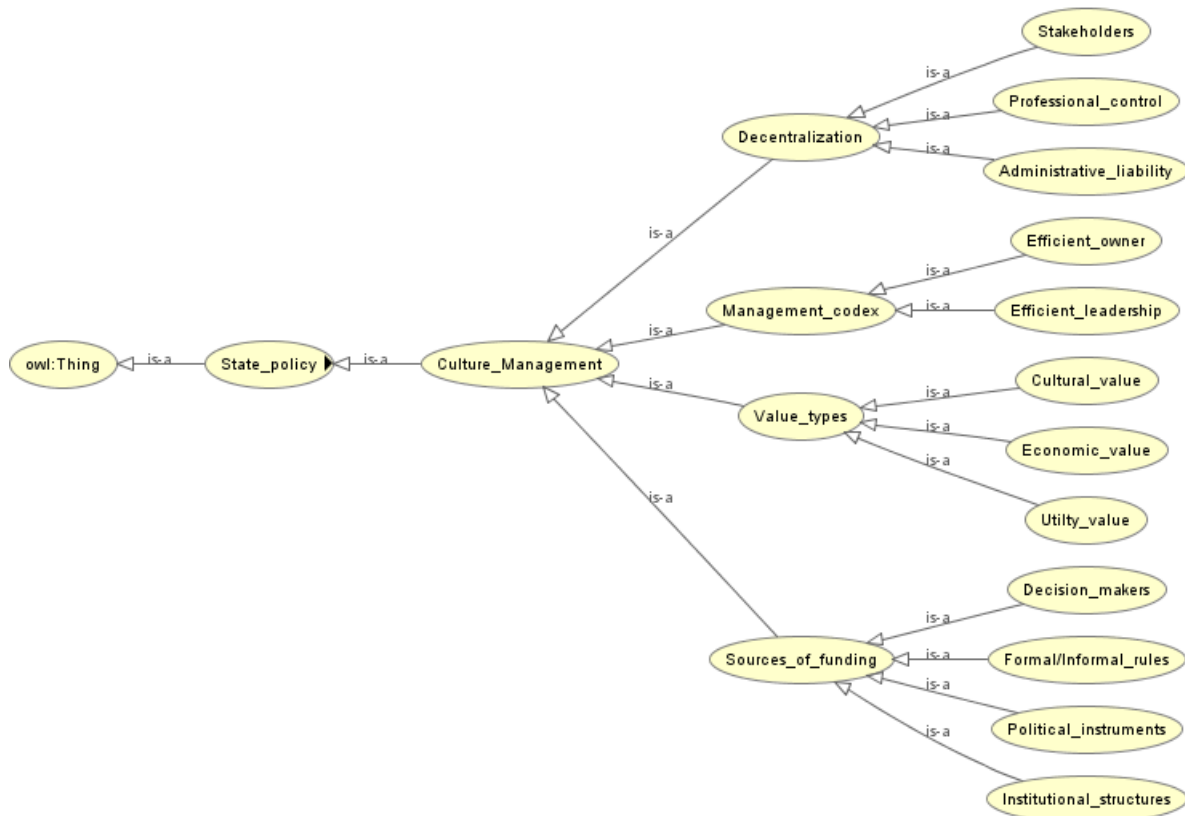 Stakeholders
is-a
Professional_control
is-a
Decentralization
is-a
Administrative_liability
is-a
Efficient_owner
is-a
Management_codex
is-a
Efficient_leadership
is-a
owl:Thing
is-a
State_policy
is-a
Culture_Management
is-a
Cultural_value
is-a
Value_types
is-a
Economic_value
is-a
Utilty_value
is-a
Decision_makers
is-a
Sources_of_funding
is-a
Formal/Informal_rules
is-a
Political_instruments
is-a
Institutional_structures